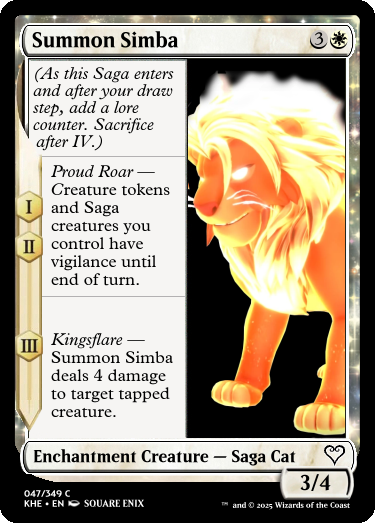 Summon Simba 3
(As this Saga enters
and after your draw
step, add a lore
counter. Sacrifice
after IV.)
Proud Roar —
Creature tokens
and Saga
creatures you
control have
vigilance until
end of turn.
I
II
Kingsflare —
Summon Simba
deals 4 damage
to target tapped
creature.
III
Enchantment Creature — Saga Cat
3/4
047/349 C
KHE • EN SQUARE ENIX
™ and © 2025 Wizards of the Coast